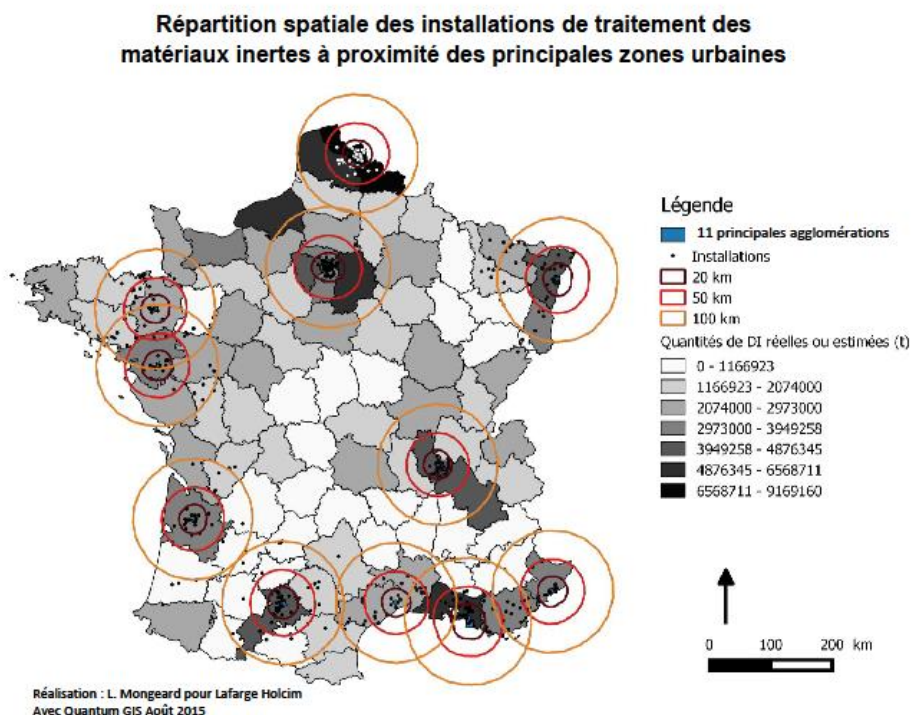 Répartition spatiale des installations de traitement des
matériaux inertes à proximité des principales zones urbaines
Légende
11 principales agglomérations
Installations
20 km
50 km
100 km
Quantités de DI réelles ou estimées (t)
0 - 1166923
1166923 - 2074000
2074000 - 2973000
2973000 - 3949258
3949258 - 4876345
4876345 - 6568711
6568711 - 9169160
0 100 200 km
Réalisation : L. Mongeard pour Lafarge Holcim
Avec Quantum GIS Août 2015